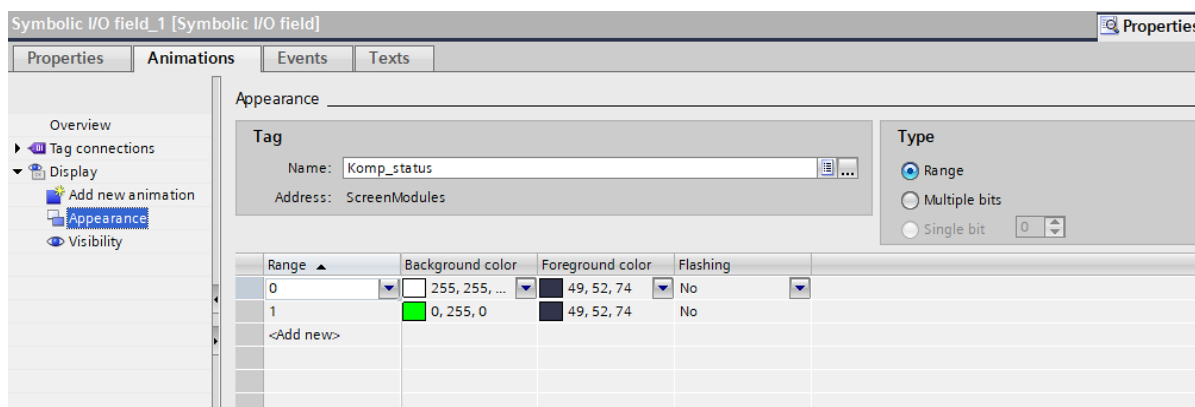 Symbolic I/O field_1 [Symbolic I/O field]
Properties
Properties Animations Events Texts
Appearance
Overview
Tag connections
Display
Add new animation
Appearance
Visibility
Tag
Name: Komp_status
Address: ScreenModules
Type
Range
Multiple bits
Single bit 0
Range Background color Foreground color Flashing
0 255, 255, ... 49, 52, 74 No
1 0, 255, 0 49, 52, 74 No
<Add new>